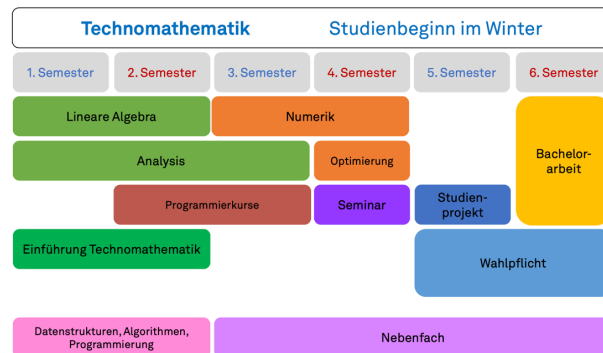 Technomathematik Studienbeginn im Winter
1. Semester 2. Semester 3. Semester 4. Semester 5. Semester 6. Semester
Lineare Algebra
Numerik
Bachelor-
arbeit
Analysis
Optimierung
Programmierkurse
Seminar
Studien-
projekt
Einführung Technomathematik
Wahlpflicht
Datenstrukturen, Algorithmen,
Programmierung
Nebenfach